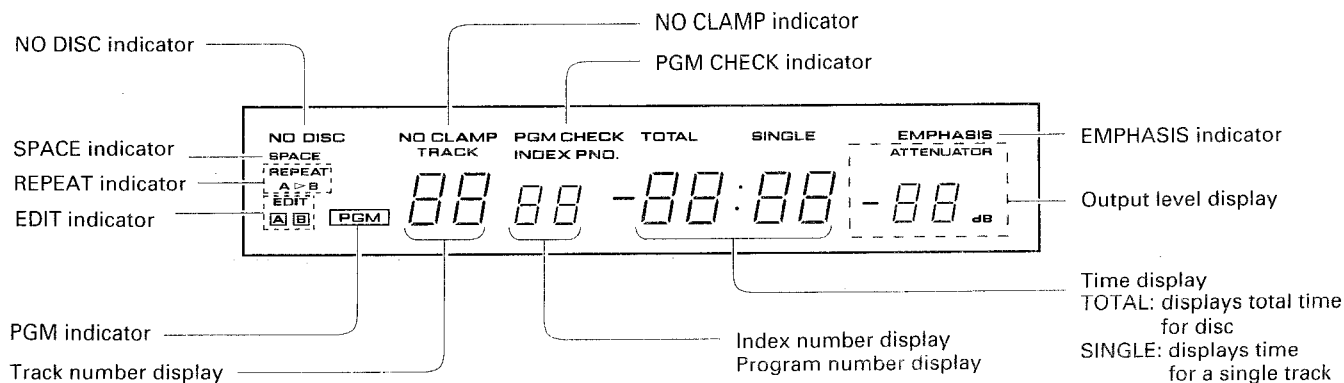 NO CLAMP indicator
NO DISC indicator
PGM CHECK indicator
NO DISC NO CLAMP PGM CHECK TOTAL SINGLE EMPHASIS
EMPHASIS indicator
SPACE indicator
SPACE TRACK INDEX PNO. ATTENUATOR
REPEAT indicator
REPEAT
A ▷ B
EDIT indicator
EDIT
A B PGM 88 88 -88:88 -88 dB
Output level display
Time display
TOTAL: displays total time
for disc
SINGLE: displays time
for a single track
PGM indicator
Index number display
Program number display
Track number display